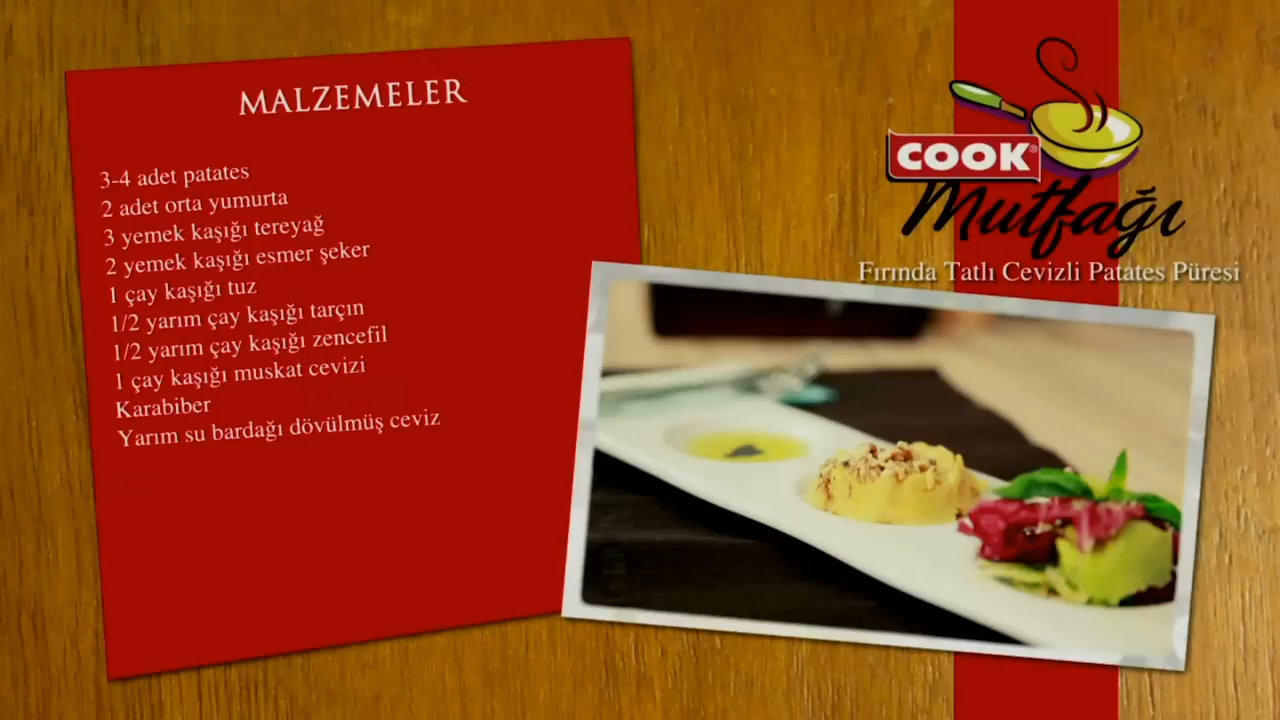 MALZEMELER
3-4 adet patates
2 adet orta yumurta
3 yemek kaşığı tereyağ
2 yemek kaşığı esmer şeker
1 çay kaşığı tuz
1/2 yarım çay kaşığı tarçın
1/2 yarım çay kaşığı zencefil
1 çay kaşığı muskat cevizi
Karabiber
Yarım su bardağı dövülmüş ceviz
COOK®
Mutfağı
Fırında Tatlı Cevizli Patates Püresi